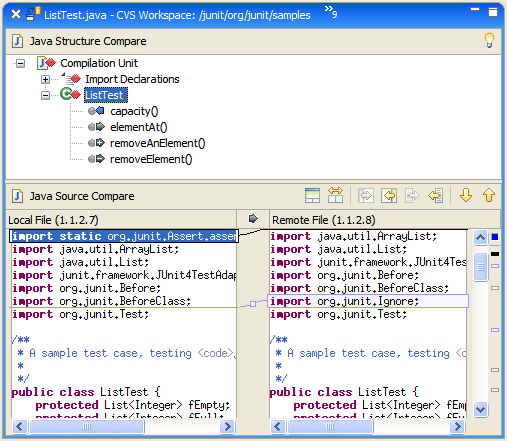 ListTest.java - CVS Workspace: /junit/org/junit/samples
»9
Java Structure Compare
Compilation Unit
Import Declarations
ListTest
capacity()
elementAt()
removeAnElement()
removeElement()
Java Source Compare
Local File (1.1.2.7)
import static org.junit.Assert.asser
import java.util.ArrayList;
import java.util.List;
import junit.framework.JUnit4TestAdap
import org.junit.Before;
import org.junit.BeforeClass;
import org.junit.Test;
/**
* A sample test case, testing <code>
*
*/
public class ListTest {
protected List<Integer> fEmpty;
protected List<Integer> fFull;
Remote File (1.1.2.8)
import java.util.ArrayList;
import java.util.List;
import junit.framework.JUnit4Test
import org.junit.Before;
import org.junit.BeforeClass;
import org.junit.Ignore;
import org.junit.Test;
/**
* A sample test case, testing <co
*
*/
public class ListTest {
protected List<Integer> fEmpt
protected List<Integer> fFull